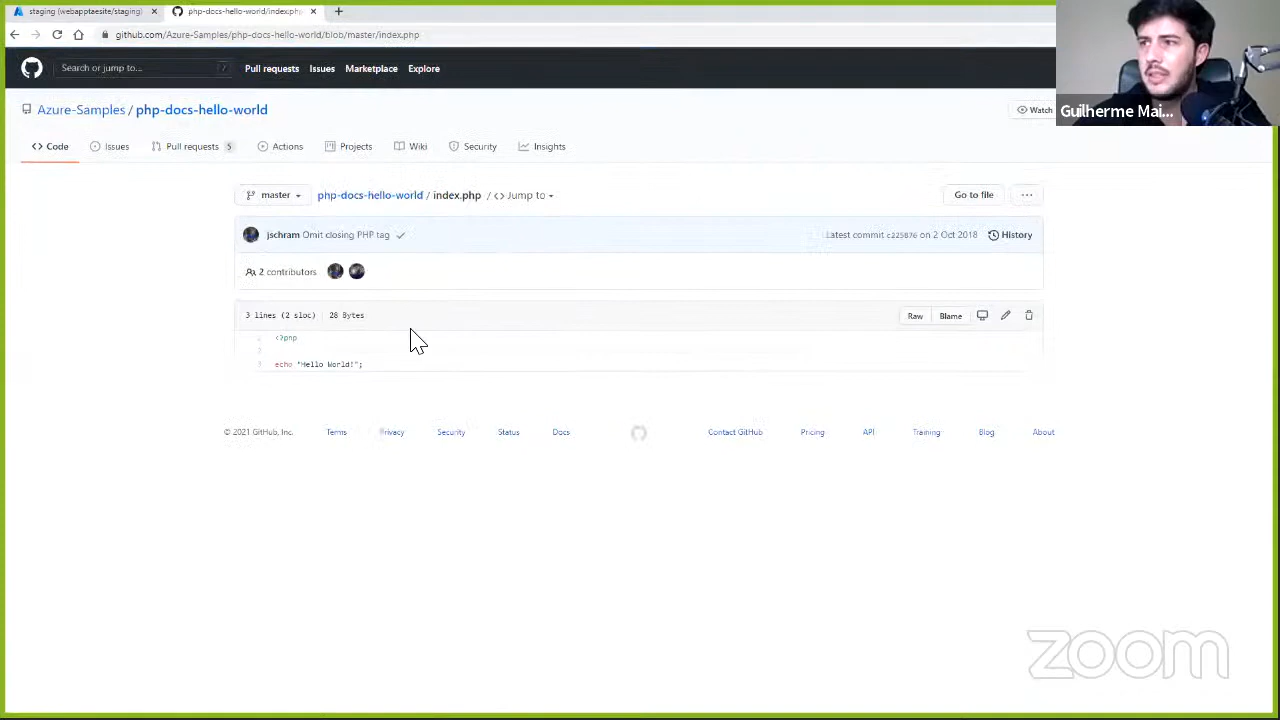 staging (webapptaesite/staging)
php-docs-hello-world/index.php
github.com/Azure-Samples/php-docs-hello-world/blob/master/index.php
Search or jump to... /
Pull requests Issues Marketplace Explore
Guilherme Mai...
Azure-Samples / php-docs-hello-world
Watch
<> Code Issues Pull requests 5 Actions Projects Wiki Security Insights
master php-docs-hello-world / index.php / <> Jump to
Go to file ...
jschram Omit closing PHP tag
Latest commit c225876 on 2 Oct 2018 History
2 contributors
3 lines (2 sloc) 28 Bytes
Raw Blame
<?php
2
3 echo "Hello World!";
© 2021 GitHub, Inc. Terms Privacy Security Status Docs Contact GitHub Pricing API Training Blog About
zoom